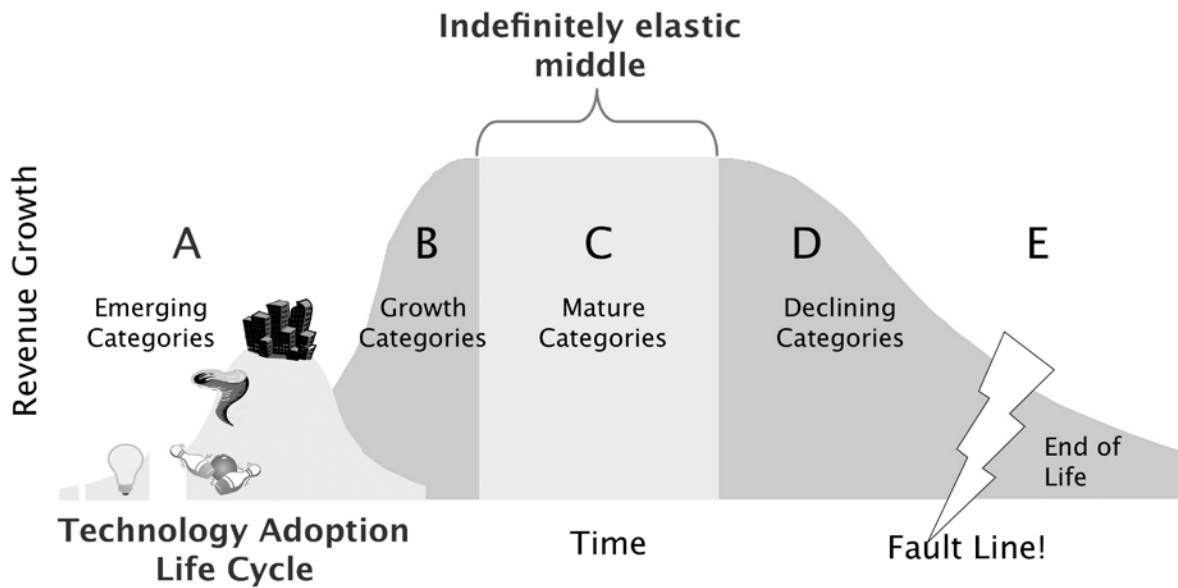 Indefinitely elastic
middle
Revenue Growth
A
B
C
D
E
Emerging
Categories
Growth
Categories
Mature
Categories
Declining
Categories
End of
Life
Technology Adoption
Life Cycle
Time
Fault Line!